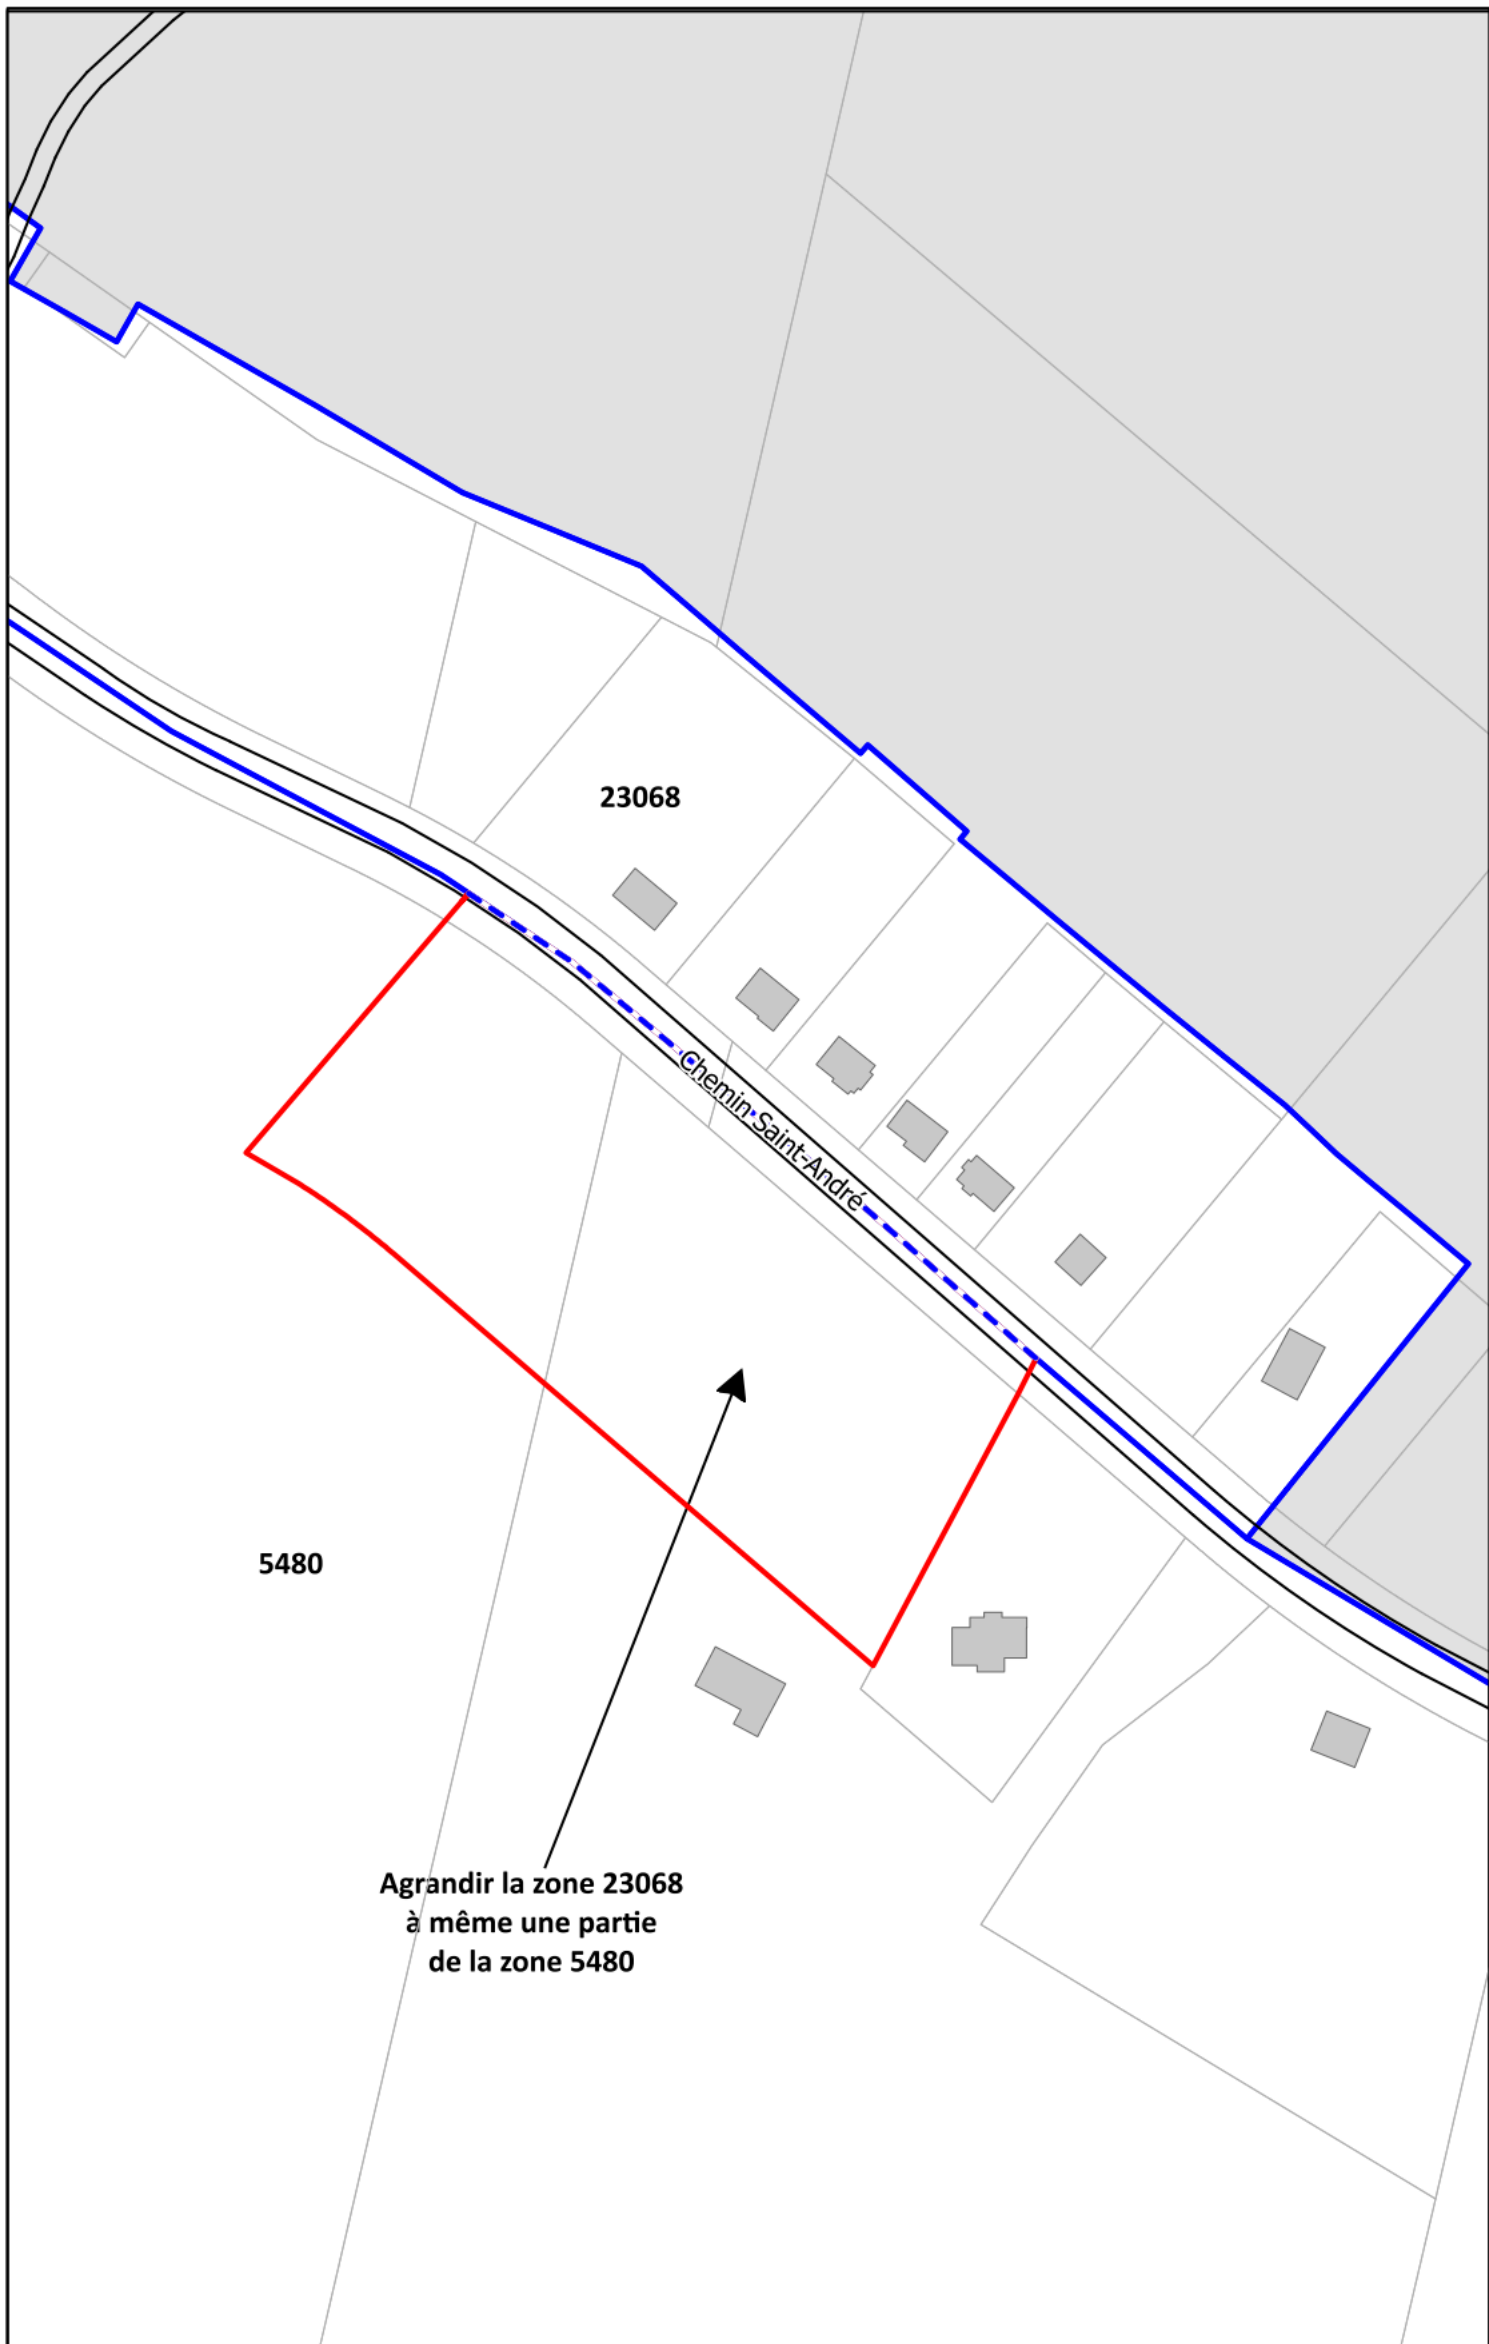 23068
Chemin Saint-André
5480
Agrandir la zone 23068
à même une partie
de la zone 5480